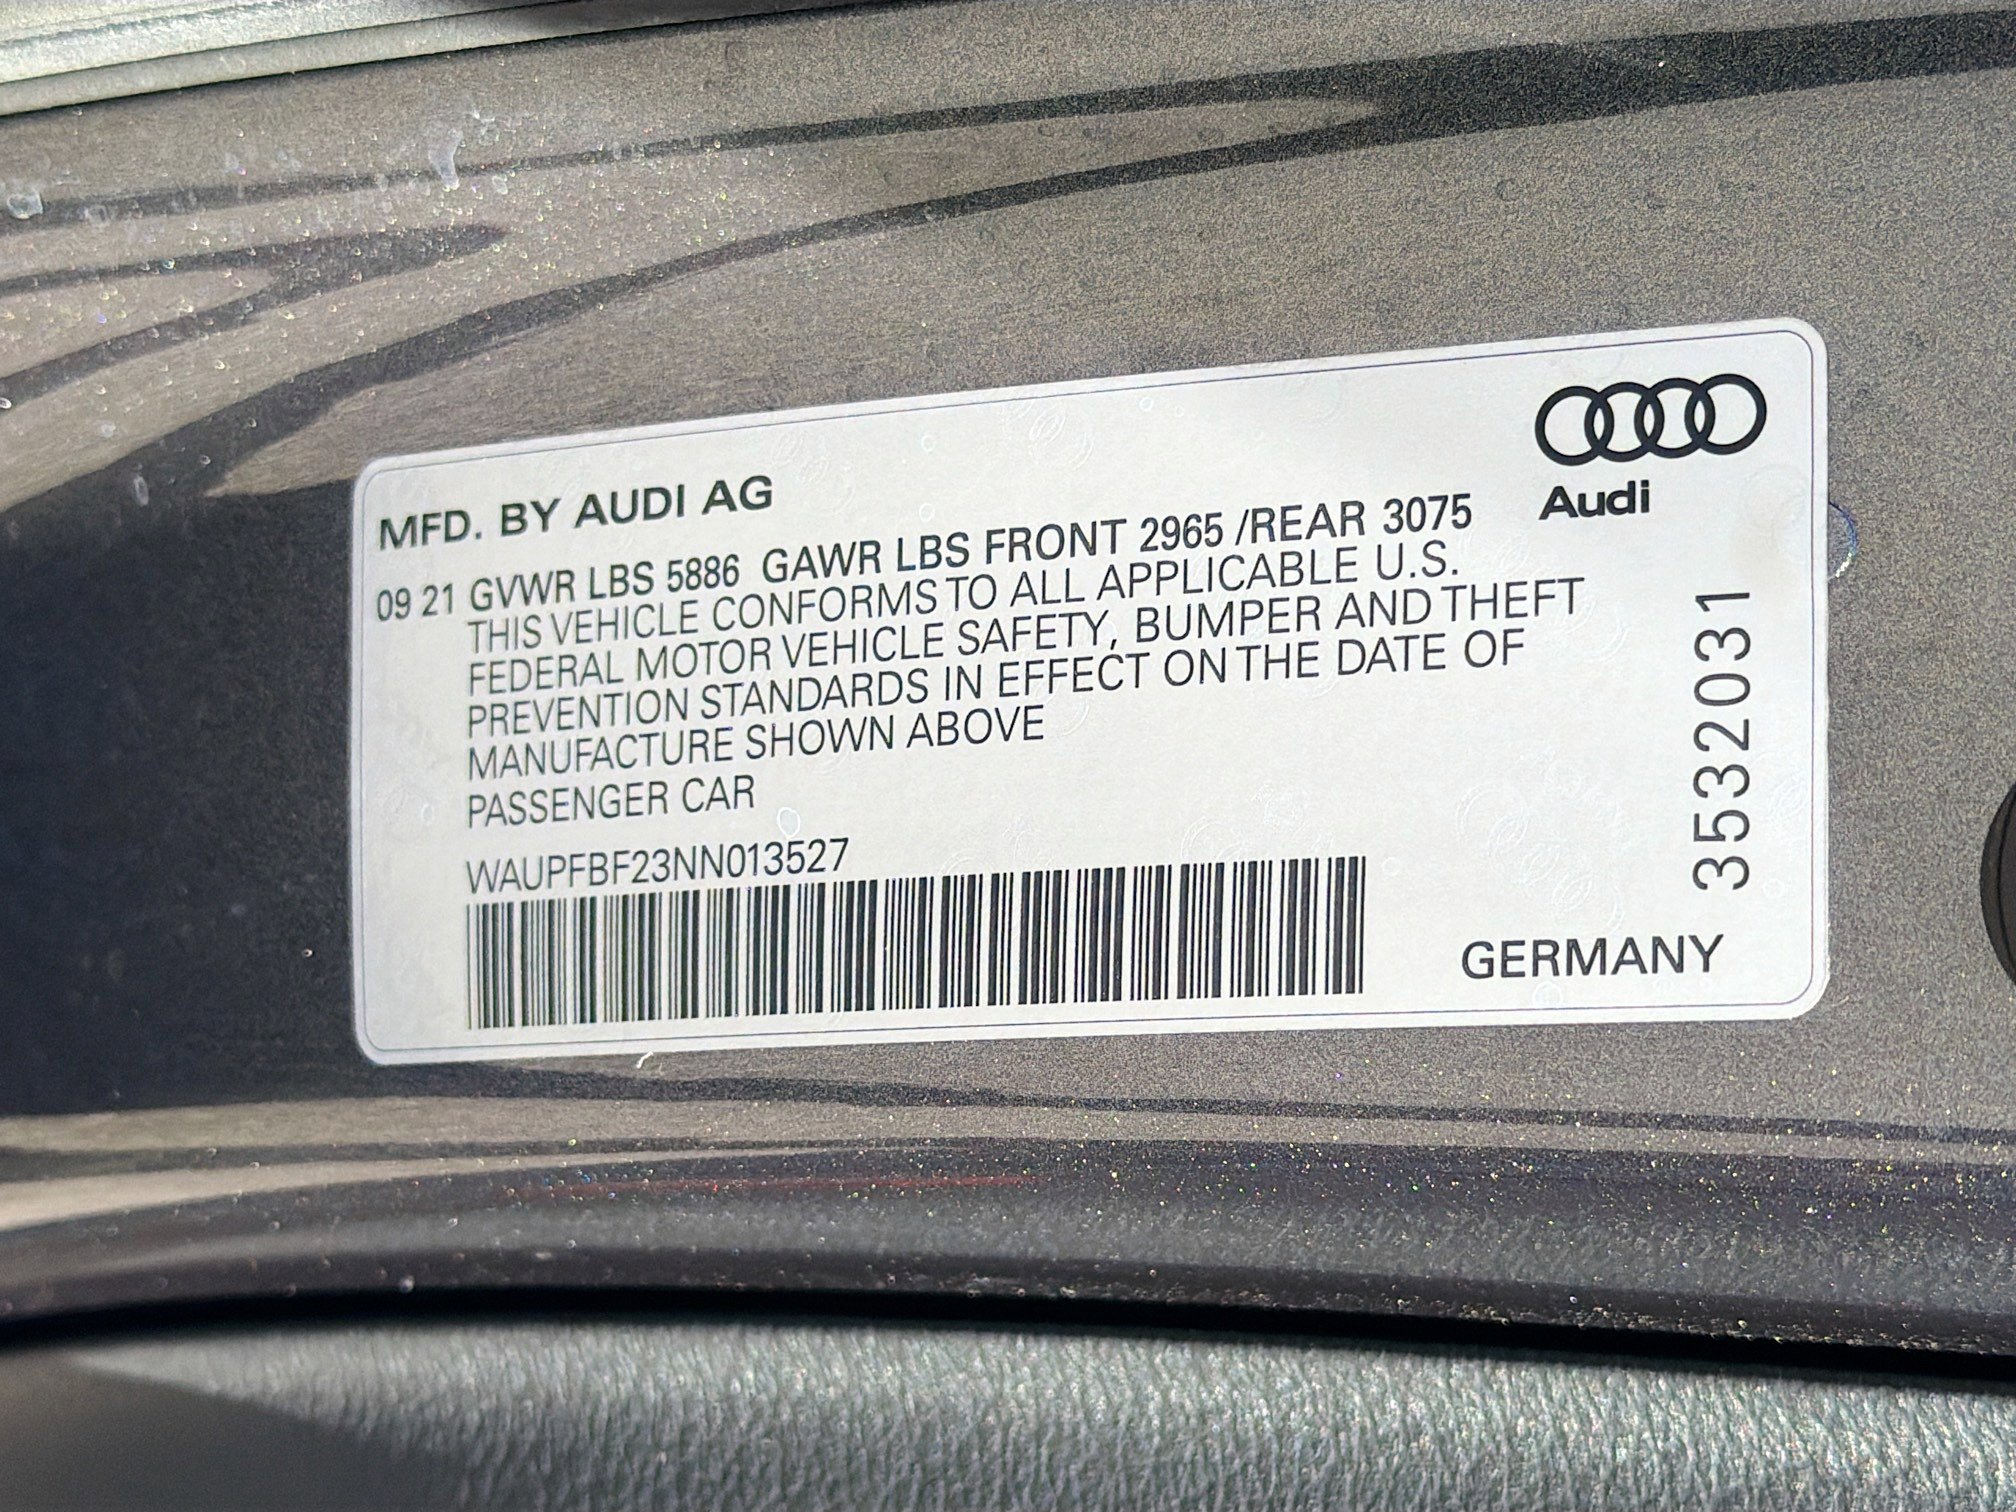 Audi
MFD. BY AUDI AG
09 21 GVWR LBS 5886 GAWR LBS FRONT 2965 /REAR 3075
THIS VEHICLE CONFORMS TO ALL APPLICABLE U.S.
FEDERAL MOTOR VEHICLE SAFETY, BUMPER AND THEFT
PREVENTION STANDARDS IN EFFECT ON THE DATE OF
MANUFACTURE SHOWN ABOVE
PASSENGER CAR
WAUPFBF23NN013527
GERMANY
3532031